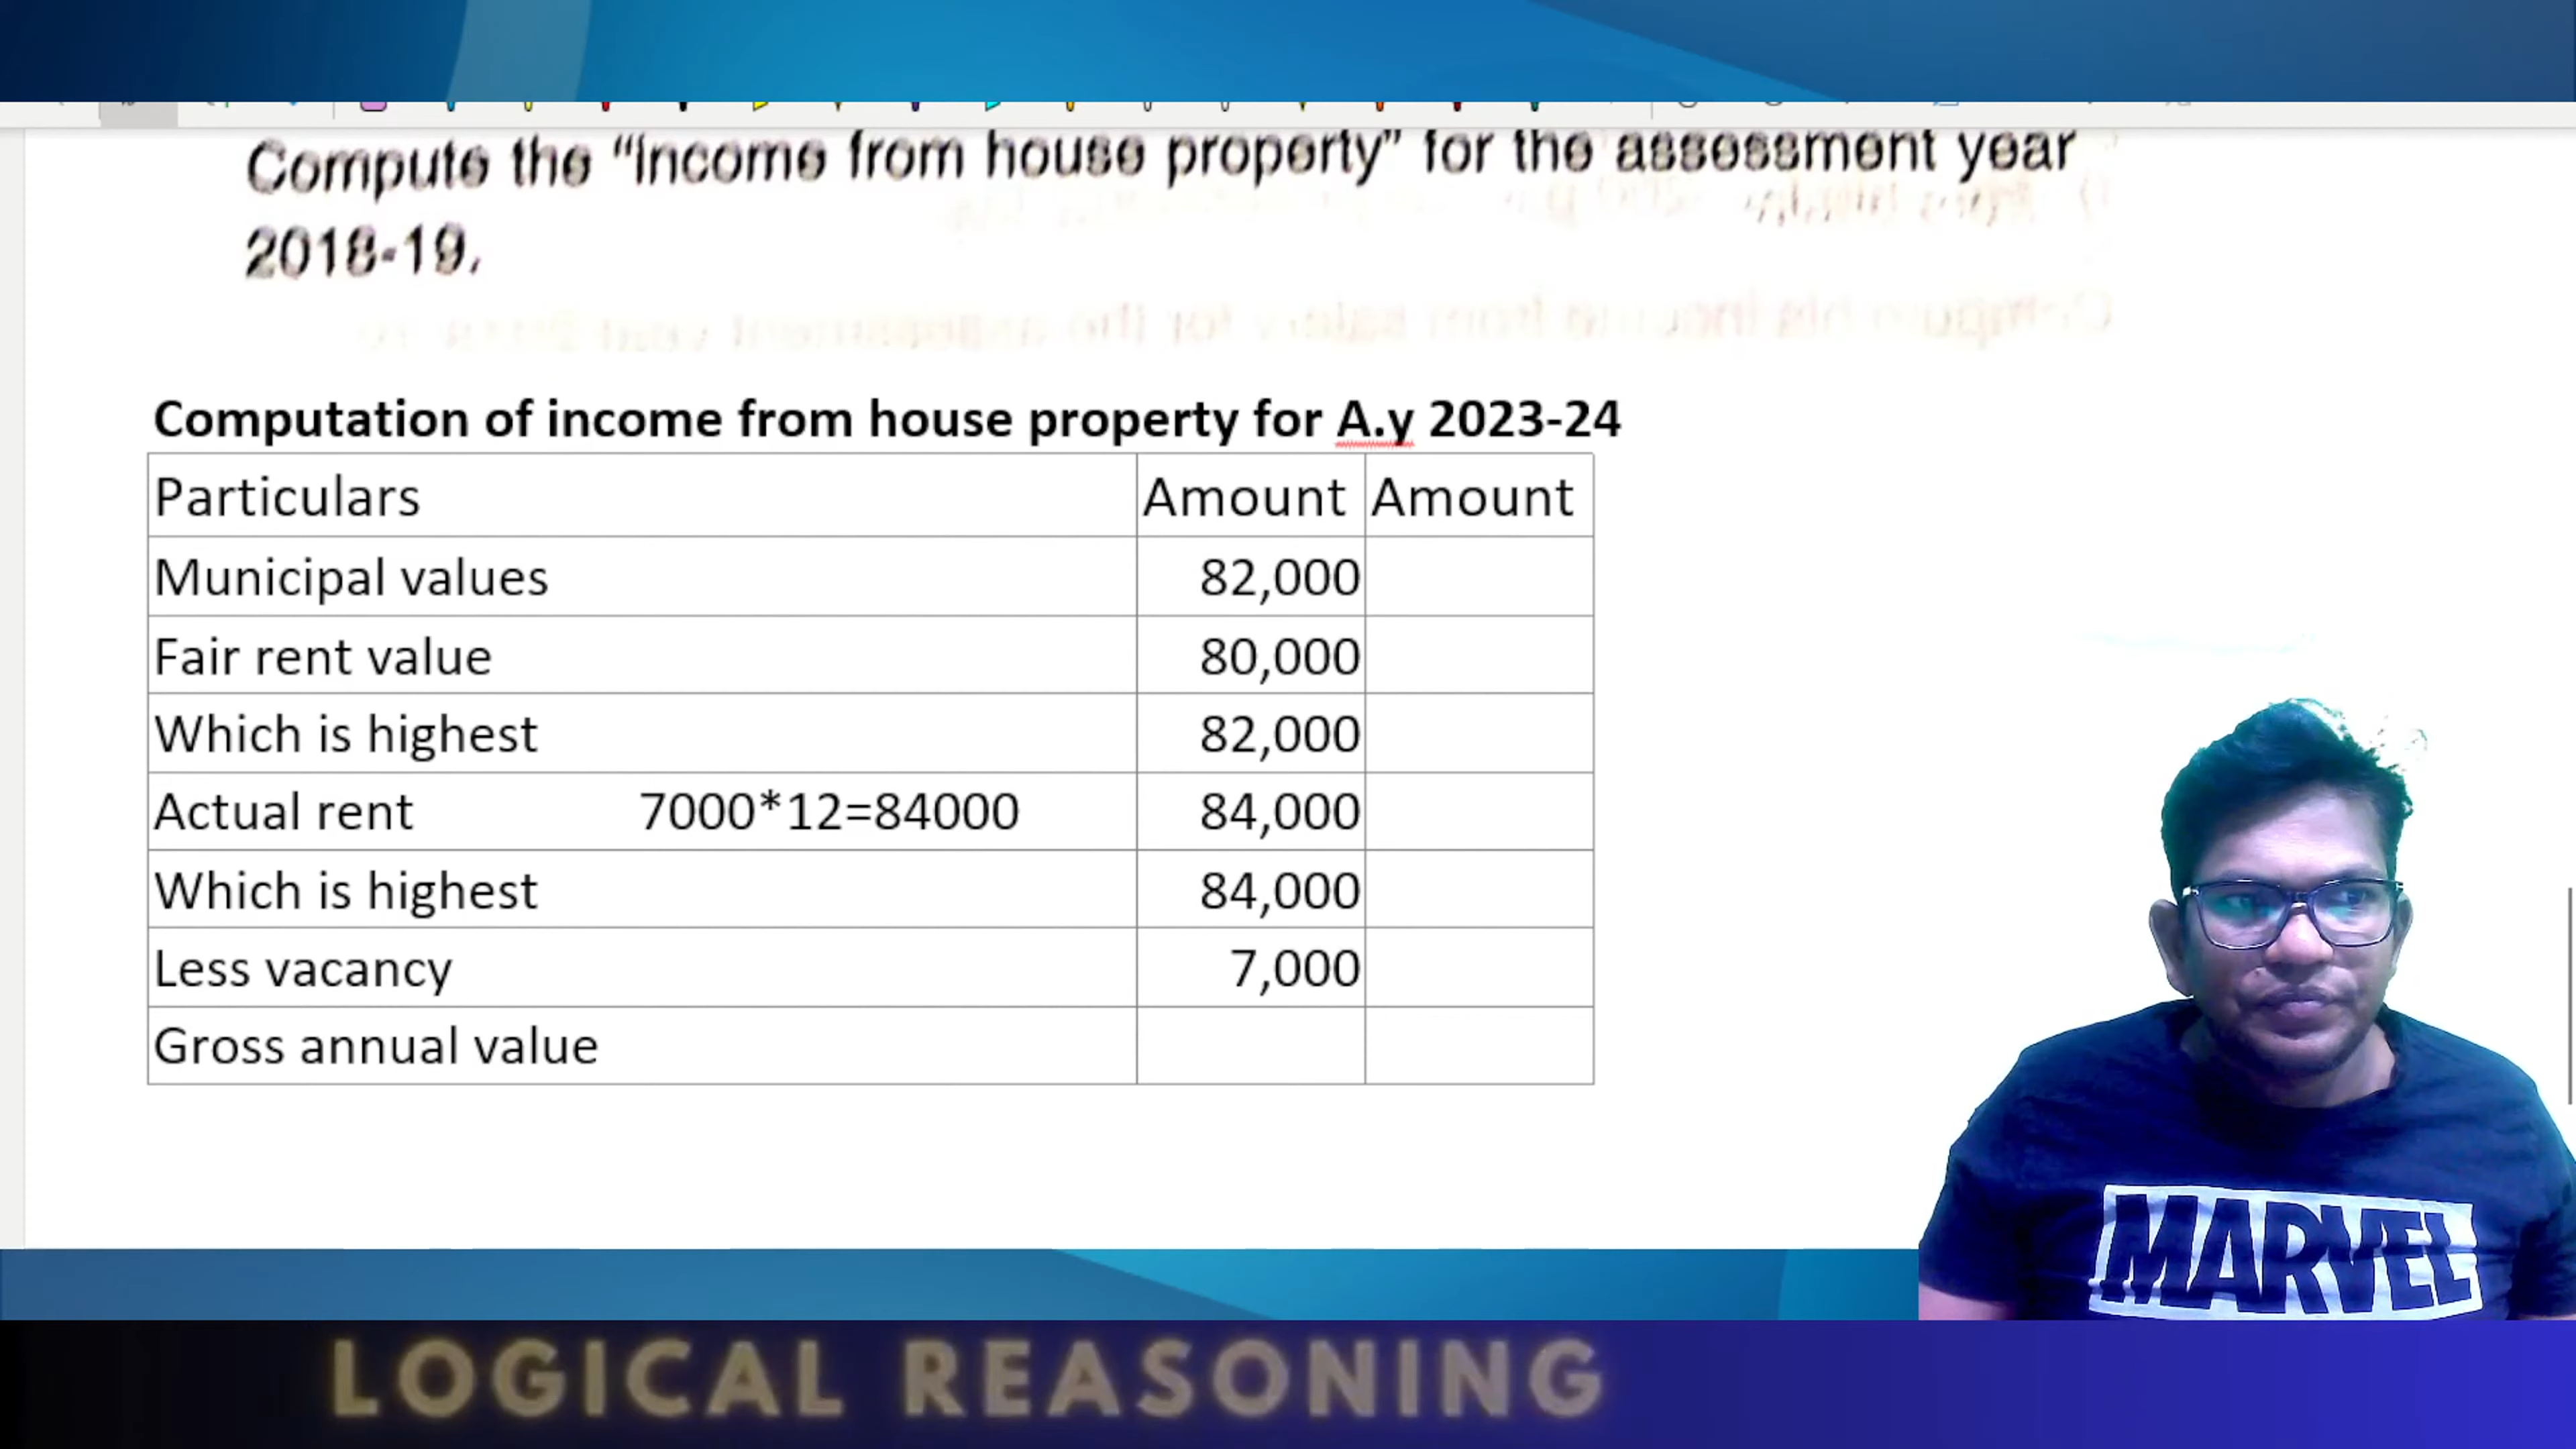 Compute the “Income from house property” for the assessment year
2018-19.
Computation of income from house property for A.y 2023-24
Particulars Amount Amount
Municipal values 82,000
Fair rent value 80,000
Which is highest 82,000
Actual rent 7000*12=84000 84,000
Which is highest 84,000
Less vacancy 7,000
Gross annual value
MARVEL
LOGICAL REASONING